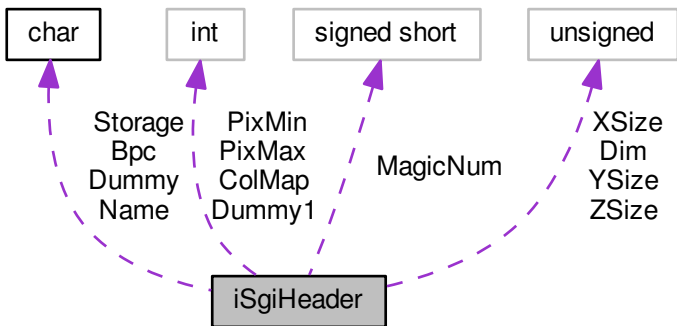 char
int
signed short
unsigned
Storage
Bpc
Dummy
Name
PixMin
PixMax
ColMap
Dummy1
MagicNum
XSize
Dim
YSize
ZSize
iSgiHeader